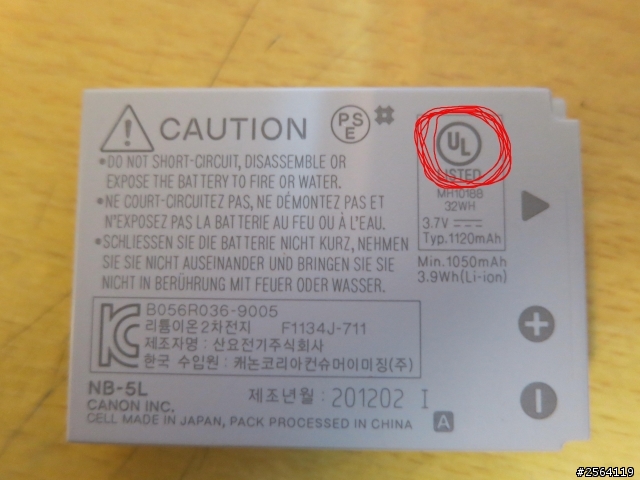 CAUTION PSE
•DO NOT SHORT-CIRCUIT, DISASSEMBLE OR
EXPOSE THE BATTERY TO FIRE OR WATER.
•NE COURT-CIRCUITEZ PAS, NE DÉMONTEZ PAS ET
N'EXPOSEZ PAS LA BATTERIE AU FEU OU À L'EAU.
•SCHLIESSEN SIE DIE BATTERIE NICHT KURZ, NEHMEN
SIE SIE NICHT AUSEINANDER UND BRINGEN SIE SIE
NICHT IN BERÜHRUNG MIT FEUER ODER WASSER.
UL
LISTED
MH1018B
32WH
3.7V
Typ.1120mAh
Min.1050mAh
3.9Wh(Li-ion)
B056R036-9005
리튬이온2차전지 F1134J-711
제조자명 : 산요전기주식회사
한국 수입원 : 캐논코리아컨슈머이미징(주)
NB-5L 제조년월 : 201202 I
CANON INC.
CELL MADE IN JAPAN, PACK PROCESSED IN CHINA A
#2564119